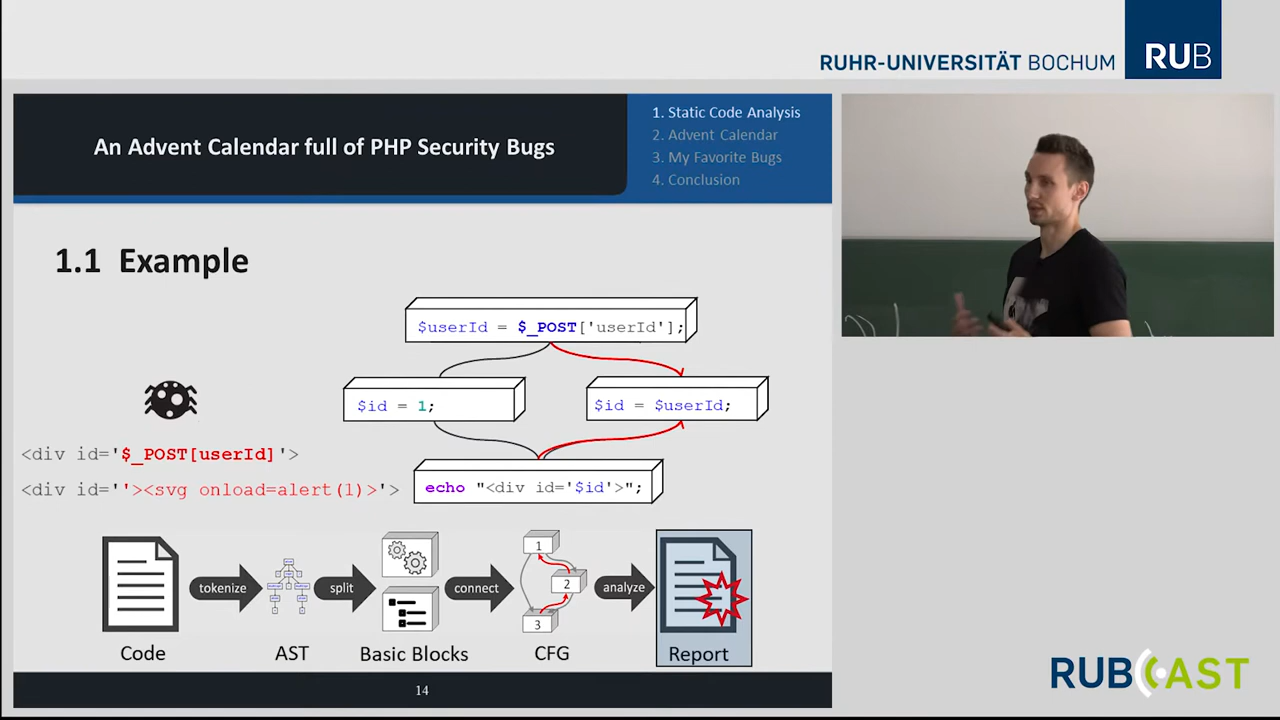 RUHR-UNIVERSITÄT BOCHUM
RUB
An Advent Calendar full of PHP Security Bugs
1. Static Code Analysis
2. Advent Calendar
3. My Favorite Bugs
4. Conclusion
1.1 Example
$userId = $_POST['userId'];
$id = 1;
$id = $userId;
<div id='$_POST[userId]'>
<div id=''><svg onload=alert(1)>'>
echo "<div id='$id'>";
tokenize
split
connect
analyze
1
2
3
Code
AST
Basic Blocks
CFG
Report
14
RUBCAST